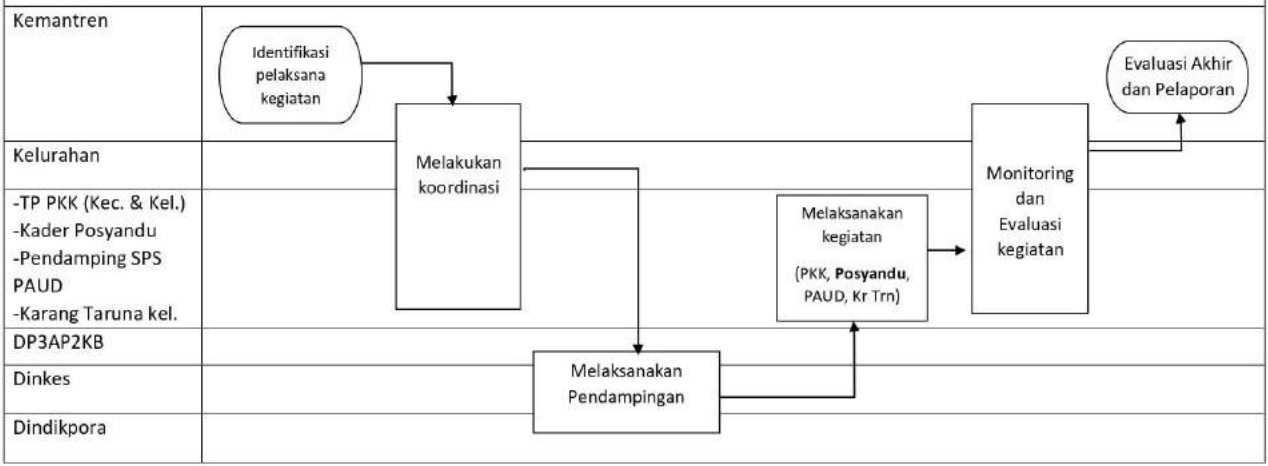 Kemantren
Identifikasi
pelaksana
kegiatan
Evaluasi Akhir
dan Pelaporan
Kelurahan
Melakukan
koordinasi
Monitoring
dan
Evaluasi
kegiatan
-TP PKK (Kec. & Kel.)
-Kader Posyandu
-Pendamping SPS
PAUD
-Karang Taruna kel.
Melaksanakan
kegiatan
(PKK, Posyandu,
PAUD, Kr Trn)
DP3AP2KB
Dinkes
Melaksanakan
Pendampingan
Dindikpora